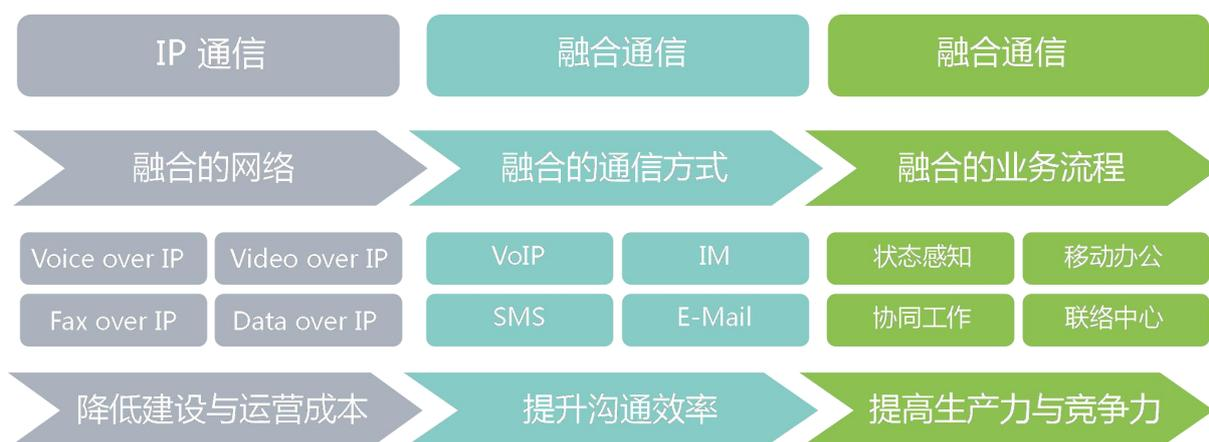 IP 通信
融合通信
融合通信
融合的网络
融合的通信方式
融合的业务流程
Voice over IP
Video over IP
VoIP
IM
状态感知
移动办公
Fax over IP
Data over IP
SMS
E-Mail
协同工作
联络中心
降低建设与运营成本
提升沟通效率
提高生产力与竞争力